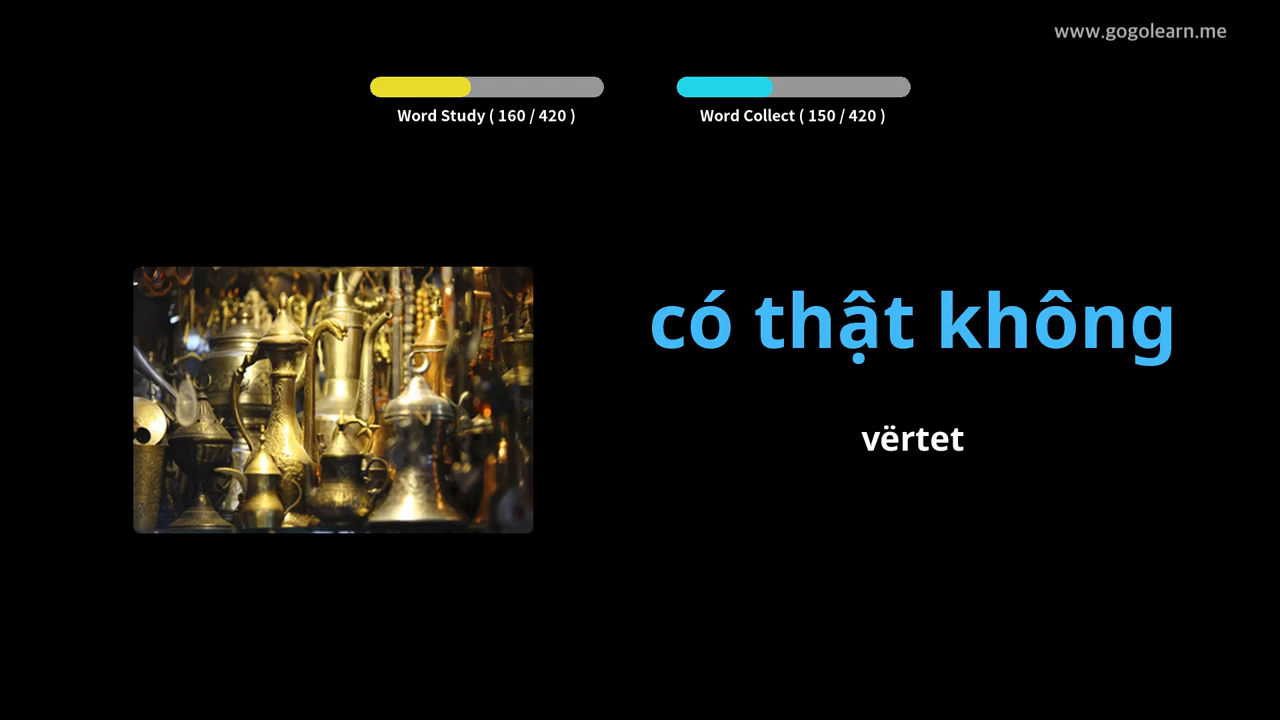 www.gogolearn.me
Word Study ( 160 / 420 )
Word Collect ( 150 / 420 )
có thật không
vërtet